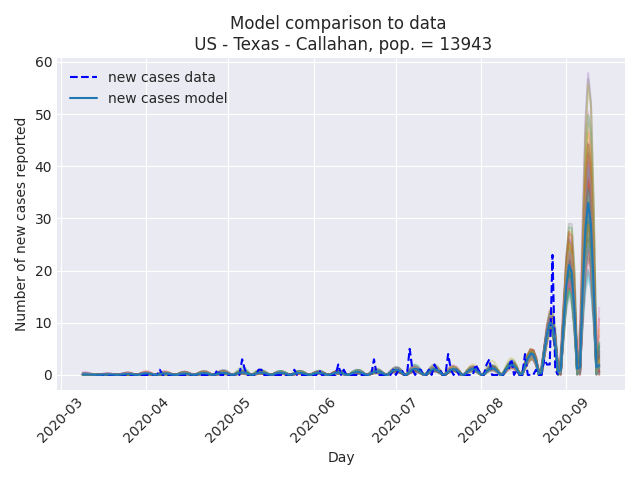 Model comparison to data
US - Texas - Callahan, pop. = 13943
new cases data
new cases model
Number of new cases reported
60
50
40
30
20
10
0
2020-03
2020-04
2020-05
2020-06
2020-07
2020-08
2020-09
Day